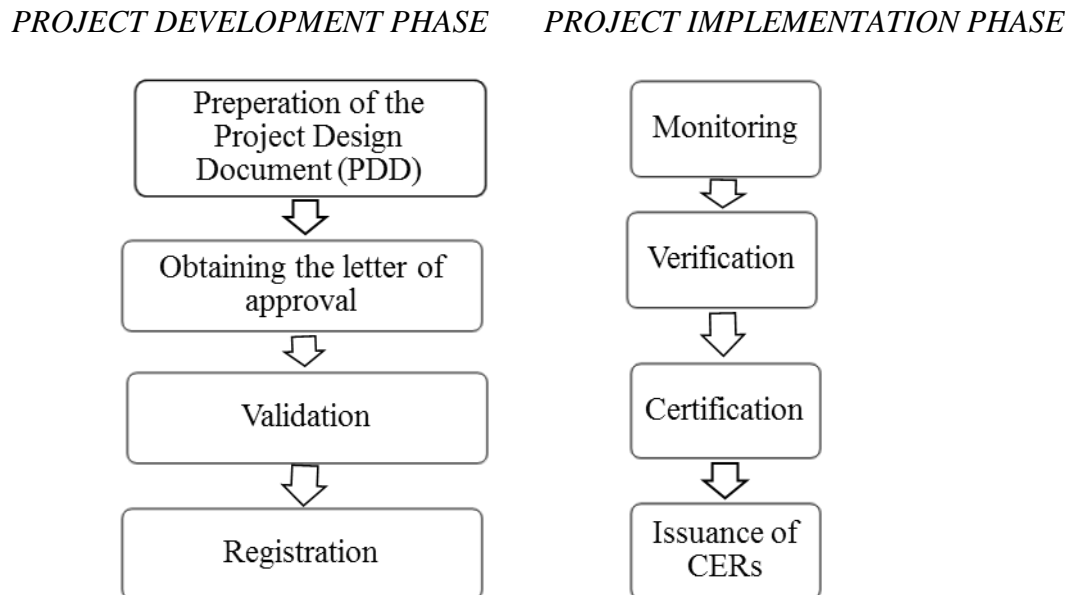 PROJECT DEVELOPMENT PHASE
Preperation of the
Project Design
Document (PDD)
Obtaining the letter of
approval
Validation
Registration
PROJECT IMPLEMENTATION PHASE
Monitoring
Verification
Certification
Issuance of
CERs